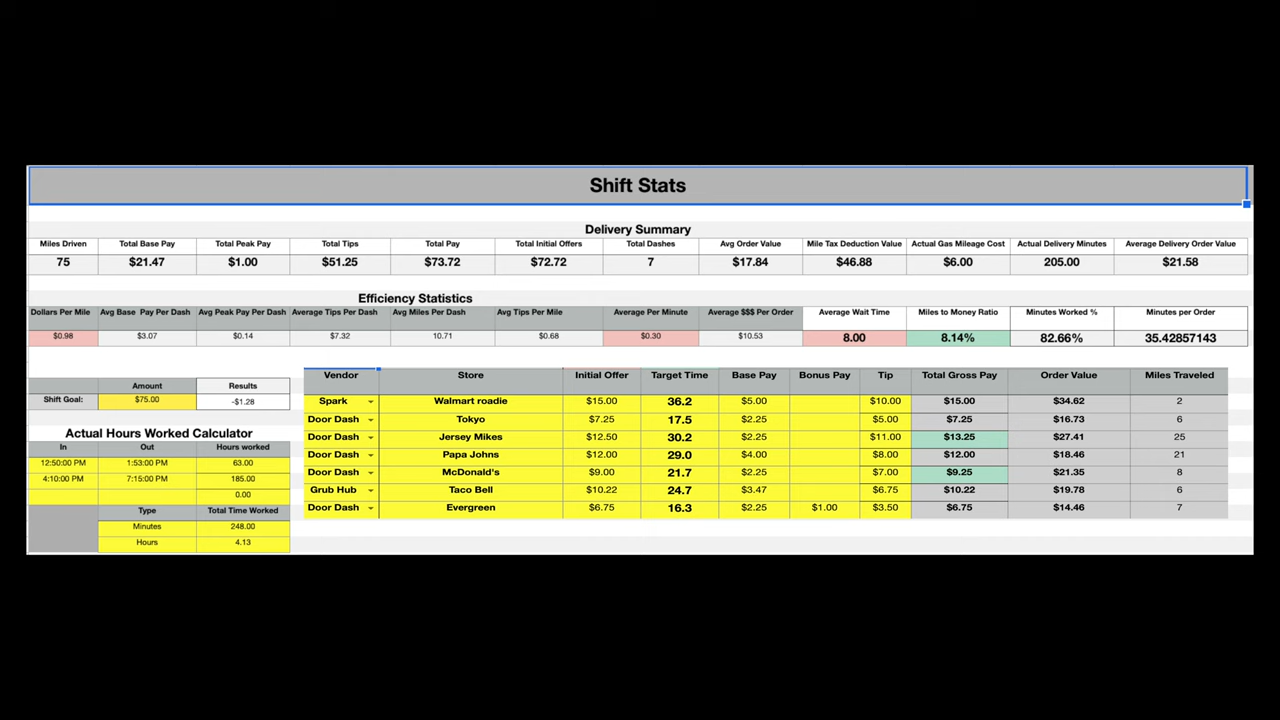 Shift Stats
Delivery Summary
Miles Driven Total Base Pay Total Peak Pay Total Tips Total Pay Total Initial Offers Total Dashes Avg Order Value Mile Tax Deduction Value Actual Gas Mileage Cost Actual Delivery Minutes Average Delivery Order Value
75 $21.47 $1.00 $51.25 $73.72 $72.72 7 $17.84 $46.88 $6.00 205.00 $21.58
Efficiency Statistics
Dollars Per Mile Avg Base Pay Per Dash Avg Peak Pay Per Dash Average Tips Per Dash Avg Miles Per Dash Avg Tips Per Mile Average Per Minute Average $$$ Per Order Average Wait Time Miles to Money Ratio Minutes Worked % Minutes per Order
$0.98 $3.07 $0.14 $7.32 10.71 $0.68 $0.30 $10.53 8.00 8.14% 82.66% 35.42857143
Amount Results
Shift Goal: $75.00 -$1.28
Actual Hours Worked Calculator
In Out Hours worked
12:50:00 PM 1:53:00 PM 63.00
4:10:00 PM 7:15:00 PM 185.00
0.00
Type Total Time Worked
Minutes 248.00
Hours 4.13
Vendor Store Initial Offer Target Time Base Pay Bonus Pay Tip Total Gross Pay Order Value Miles Traveled
Spark Walmart roadie $15.00 36.2 $5.00 $10.00 $15.00 $34.62 2
Door Dash Tokyo $7.25 17.5 $2.25 $5.00 $7.25 $16.73 6
Door Dash Jersey Mikes $12.50 30.2 $2.25 $11.00 $13.25 $27.41 25
Door Dash Papa Johns $12.00 29.0 $4.00 $8.00 $12.00 $18.46 21
Door Dash McDonald's $9.00 21.7 $2.25 $7.00 $9.25 $21.35 8
Grub Hub Taco Bell $10.22 24.7 $3.47 $6.75 $10.22 $19.78 6
Door Dash Evergreen $6.75 16.3 $2.25 $1.00 $3.50 $6.75 $14.46 7